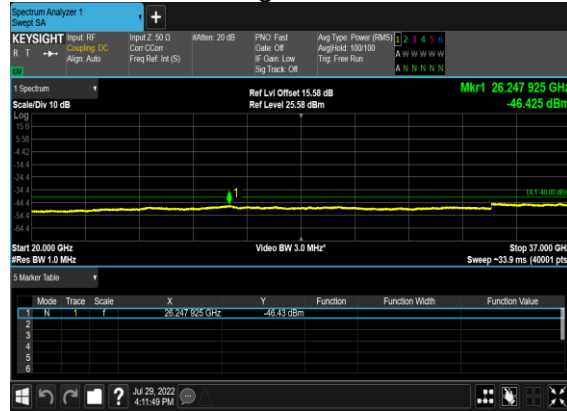 Spectrum Analyzer 1
Swept SA
+
KEYSIGHT Input: RF Input Z: 50 Ω #Atten: 20 dB PNO: Fast Avg Type: Power (RMS) 1 2 3 4 5 6
R T Coupling: DC Corr CCorr Gate: Off Avg|Hold: 100/100 A W W W W W
Align: Auto Freq Ref: Int (S) IF Gain: Low Trig: Free Run
Sig Track: Off A N N N N N
1 Spectrum Ref Lvl Offset 15.58 dB Mkr1 26.247 925 GHz
Scale/Div 10 dB Ref Level 25.58 dBm -46.425 dBm
Log
15.6
5.58
-4.42
-14.4
-24.4
-34.4 1 DL1 -40.00 dBm
-44.4
-54.4
-64.4
Start 20.000 GHz Video BW 3.0 MHz* Stop 37.000 GHz
#Res BW 1.0 MHz Sweep ~33.9 ms (40001 pts)
5 Marker Table
Mode Trace Scale X Y Function Function Width Function Value
1 N 1 f 26.247 925 GHz -46.43 dBm
2
3
4
5
6
? Jul 29, 2022
4:11:49 PM